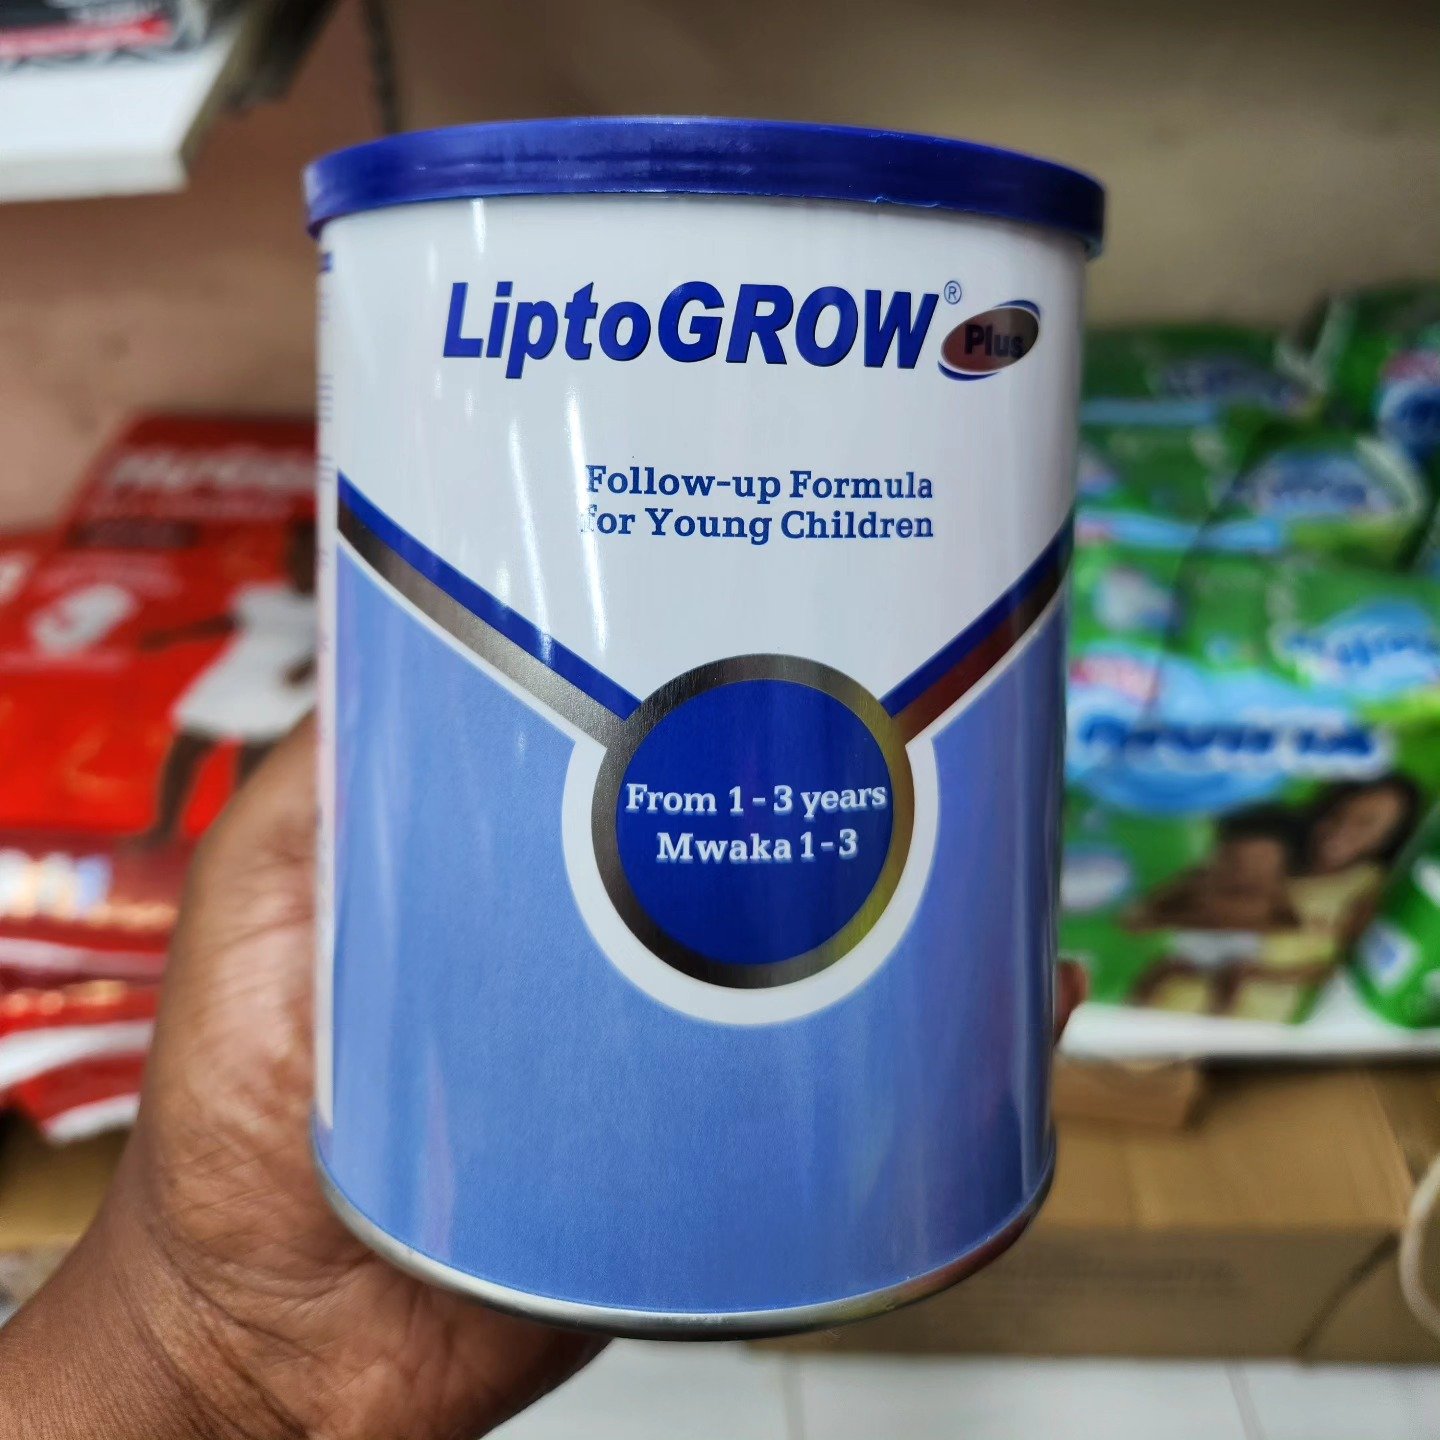 LiptoGROW® Plus
Follow-up Formula
for Young Children
From 1 - 3 years
Mwaka 1 - 3